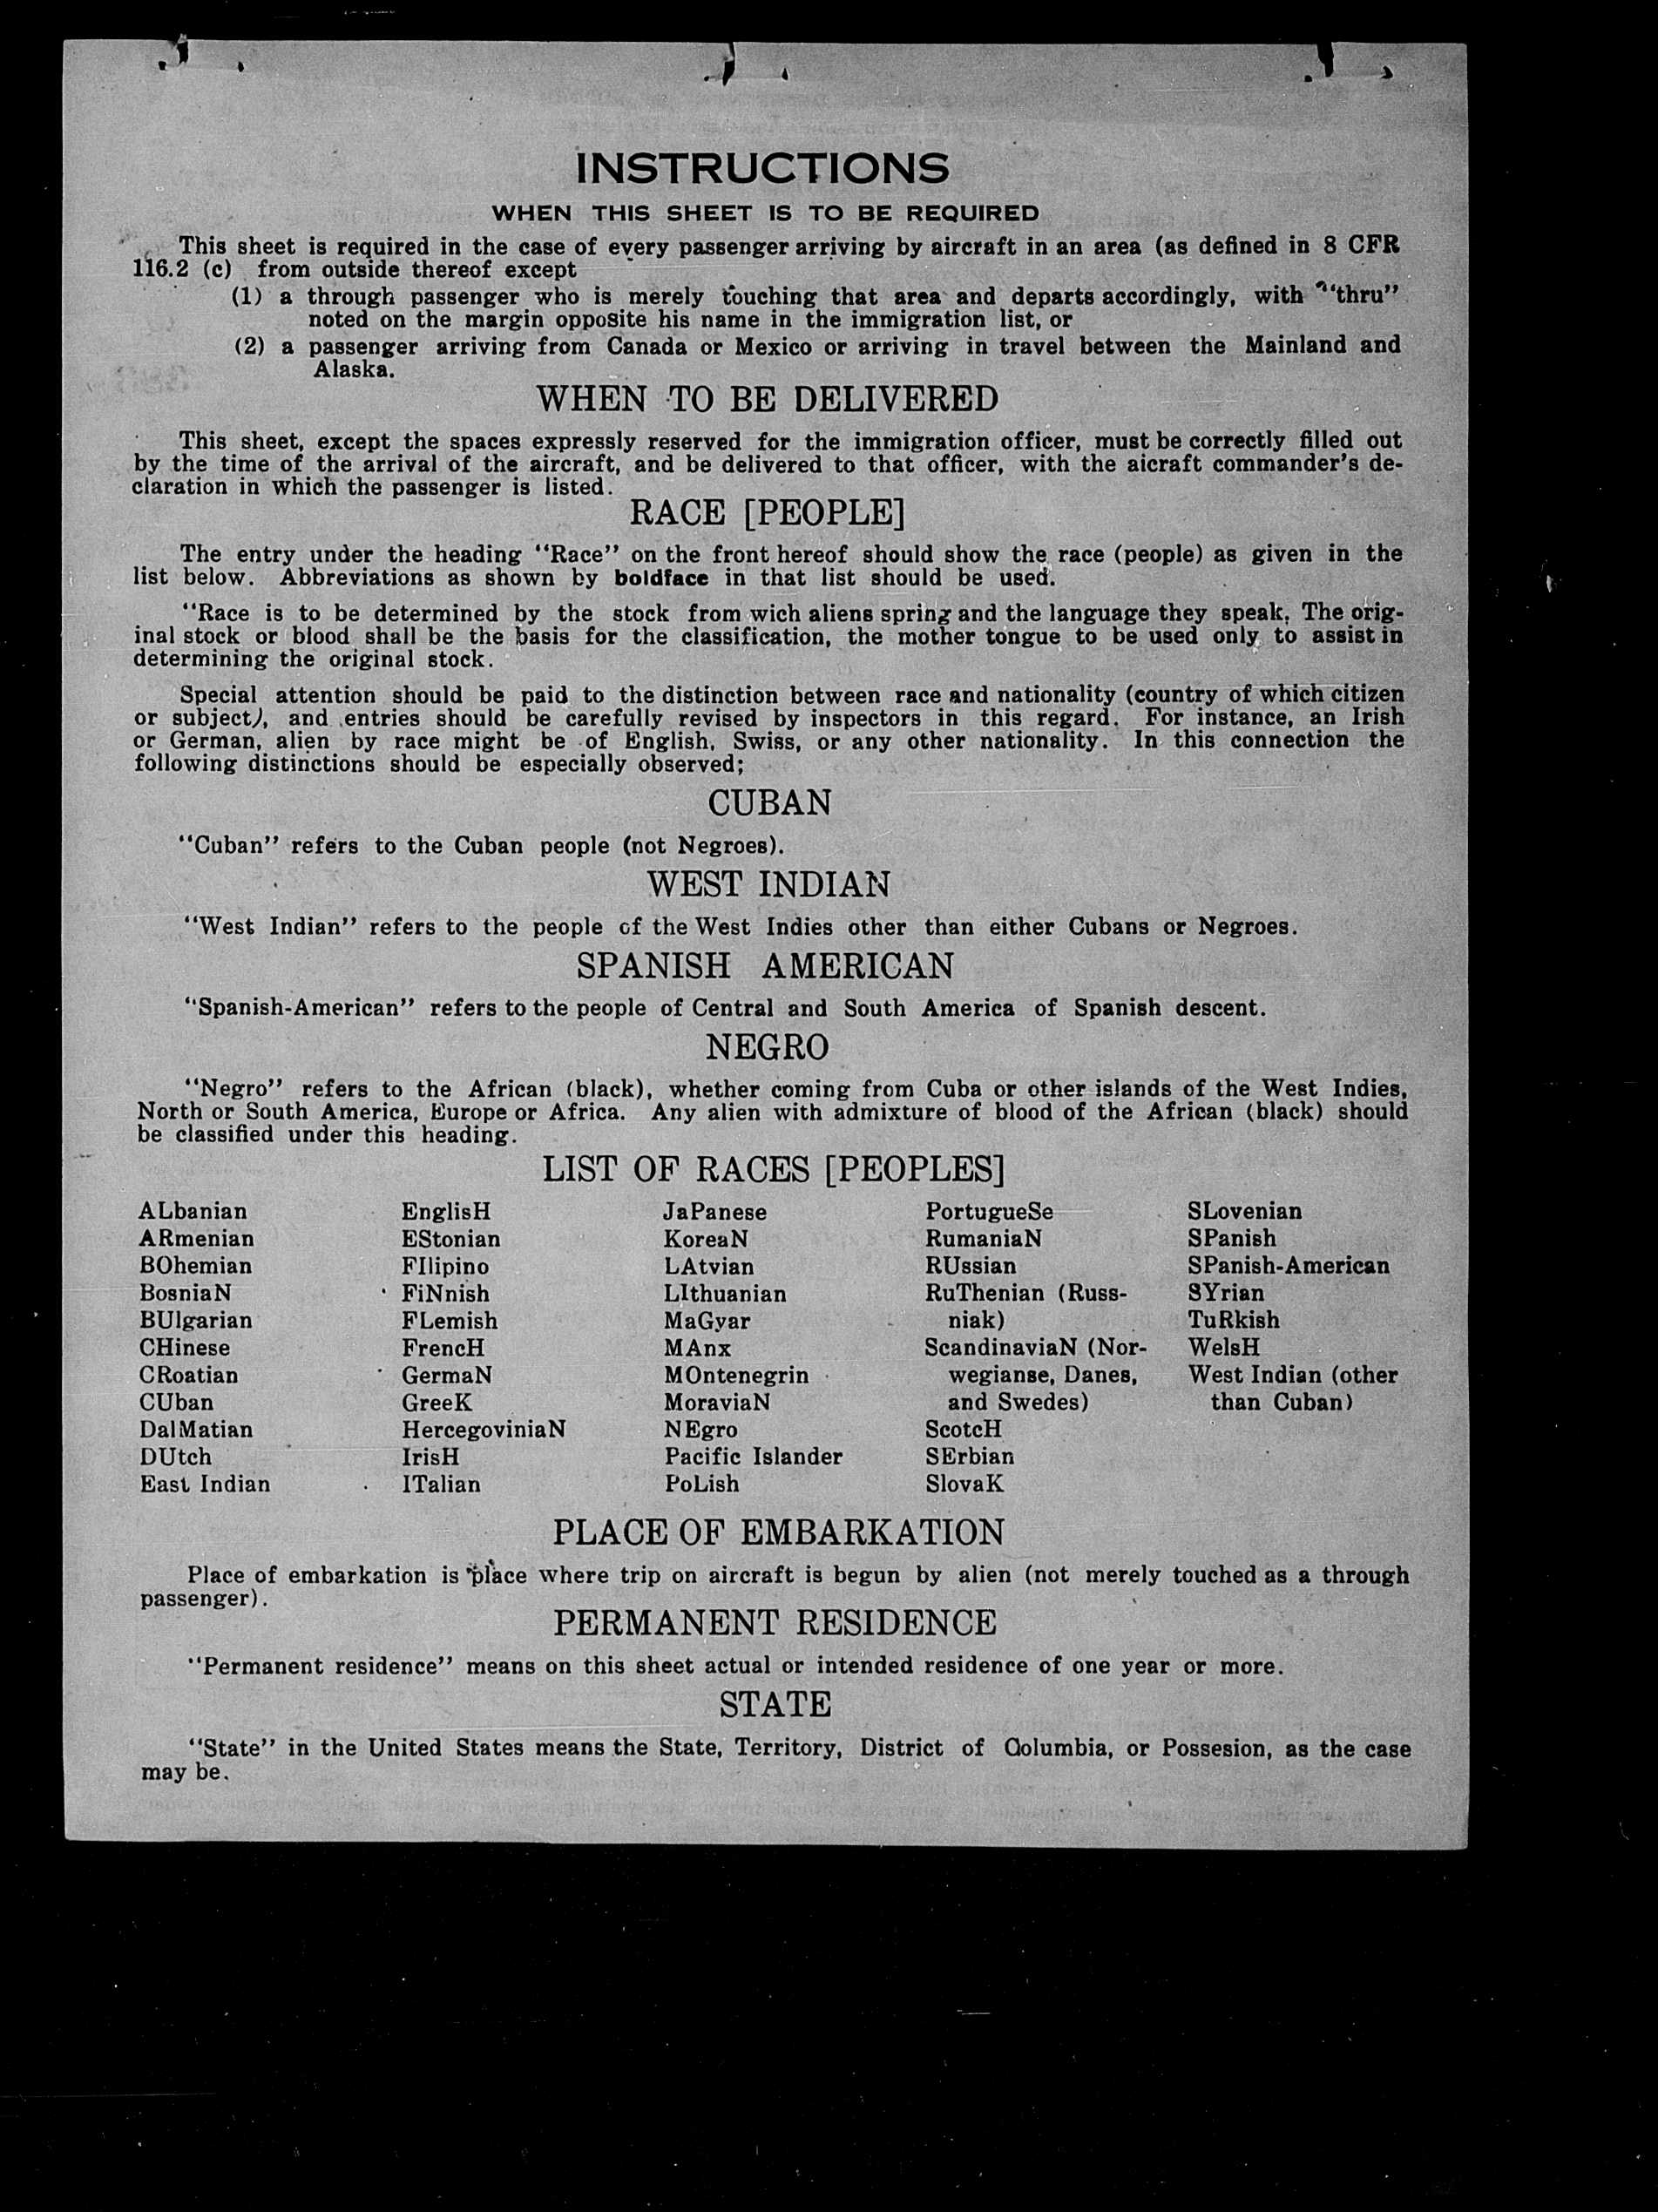 INSTRUCTIONS
WHEN THIS SHEET IS TO BE REQUIRED
This sheet is required in the case of every passenger arriving by aircraft in an area (as defined in 8 CFR
116.2 (c) from outside thereof except
(1) a through passenger who is merely touching that area and departs accordingly, with "thru"
noted on the margin opposite his name in the immigration list, or
(2) a passenger arriving from Canada or Mexico or arriving in travel between the Mainland and
Alaska.
WHEN TO BE DELIVERED
This sheet, except the spaces expressly reserved for the immigration officer, must be correctly filled out
by the time of the arrival of the aircraft, and be delivered to that officer, with the aicraft commander's de-
claration in which the passenger is listed.
RACE [PEOPLE]
The entry under the heading "Race" on the front hereof should show the race (people) as given in the
list below. Abbreviations as shown by boldface in that list should be used.
"Race is to be determined by the stock from wich aliens spring and the language they speak. The orig-
inal stock or blood shall be the basis for the classification, the mother tongue to be used only to assist in
determining the original stock.
Special attention should be paid to the distinction between race and nationality (country of which citizen
or subject), and entries should be carefully revised by inspectors in this regard. For instance, an Irish
or German, alien by race might be of English, Swiss, or any other nationality. In this connection the
following distinctions should be especially observed;
CUBAN
"Cuban" refers to the Cuban people (not Negroes).
WEST INDIAN
"West Indian" refers to the people of the West Indies other than either Cubans or Negroes.
SPANISH AMERICAN
"Spanish-American" refers to the people of Central and South America of Spanish descent.
NEGRO
"Negro" refers to the African (black), whether coming from Cuba or other islands of the West Indies,
North or South America, Europe or Africa. Any alien with admixture of blood of the African (black) should
be classified under this heading.
LIST OF RACES [PEOPLES]
ALbanian
ARmenian
BOhemian
BosniaN
BUlgarian
CHinese
CRoatian
CUban
DalMatian
DUtch
East Indian
EnglisH
EStonian
FIlipino
FiNnish
FLemish
FrencH
GermaN
GreeK
HercegoviniaN
IrisH
ITalian
JaPanese
KoreaN
LAtvian
LIthuanian
MaGyar
MAnx
MOntenegrin
MoraviaN
NEgro
Pacific Islander
PoLish
PortugueSe
RumaniaN
RUssian
RuThenian (Russ-
niak)
ScandinaviaN (Nor-
wegianse, Danes,
and Swedes)
ScotcH
SErbian
SlovaK
SLovenian
SPanish
SPanish-American
SYrian
TuRkish
WelsH
West Indian (other
than Cuban)
PLACE OF EMBARKATION
Place of embarkation is place where trip on aircraft is begun by alien (not merely touched as a through
passenger).
PERMANENT RESIDENCE
"Permanent residence" means on this sheet actual or intended residence of one year or more.
STATE
"State" in the United States means the State, Territory, District of Columbia, or Possesion, as the case
may be.